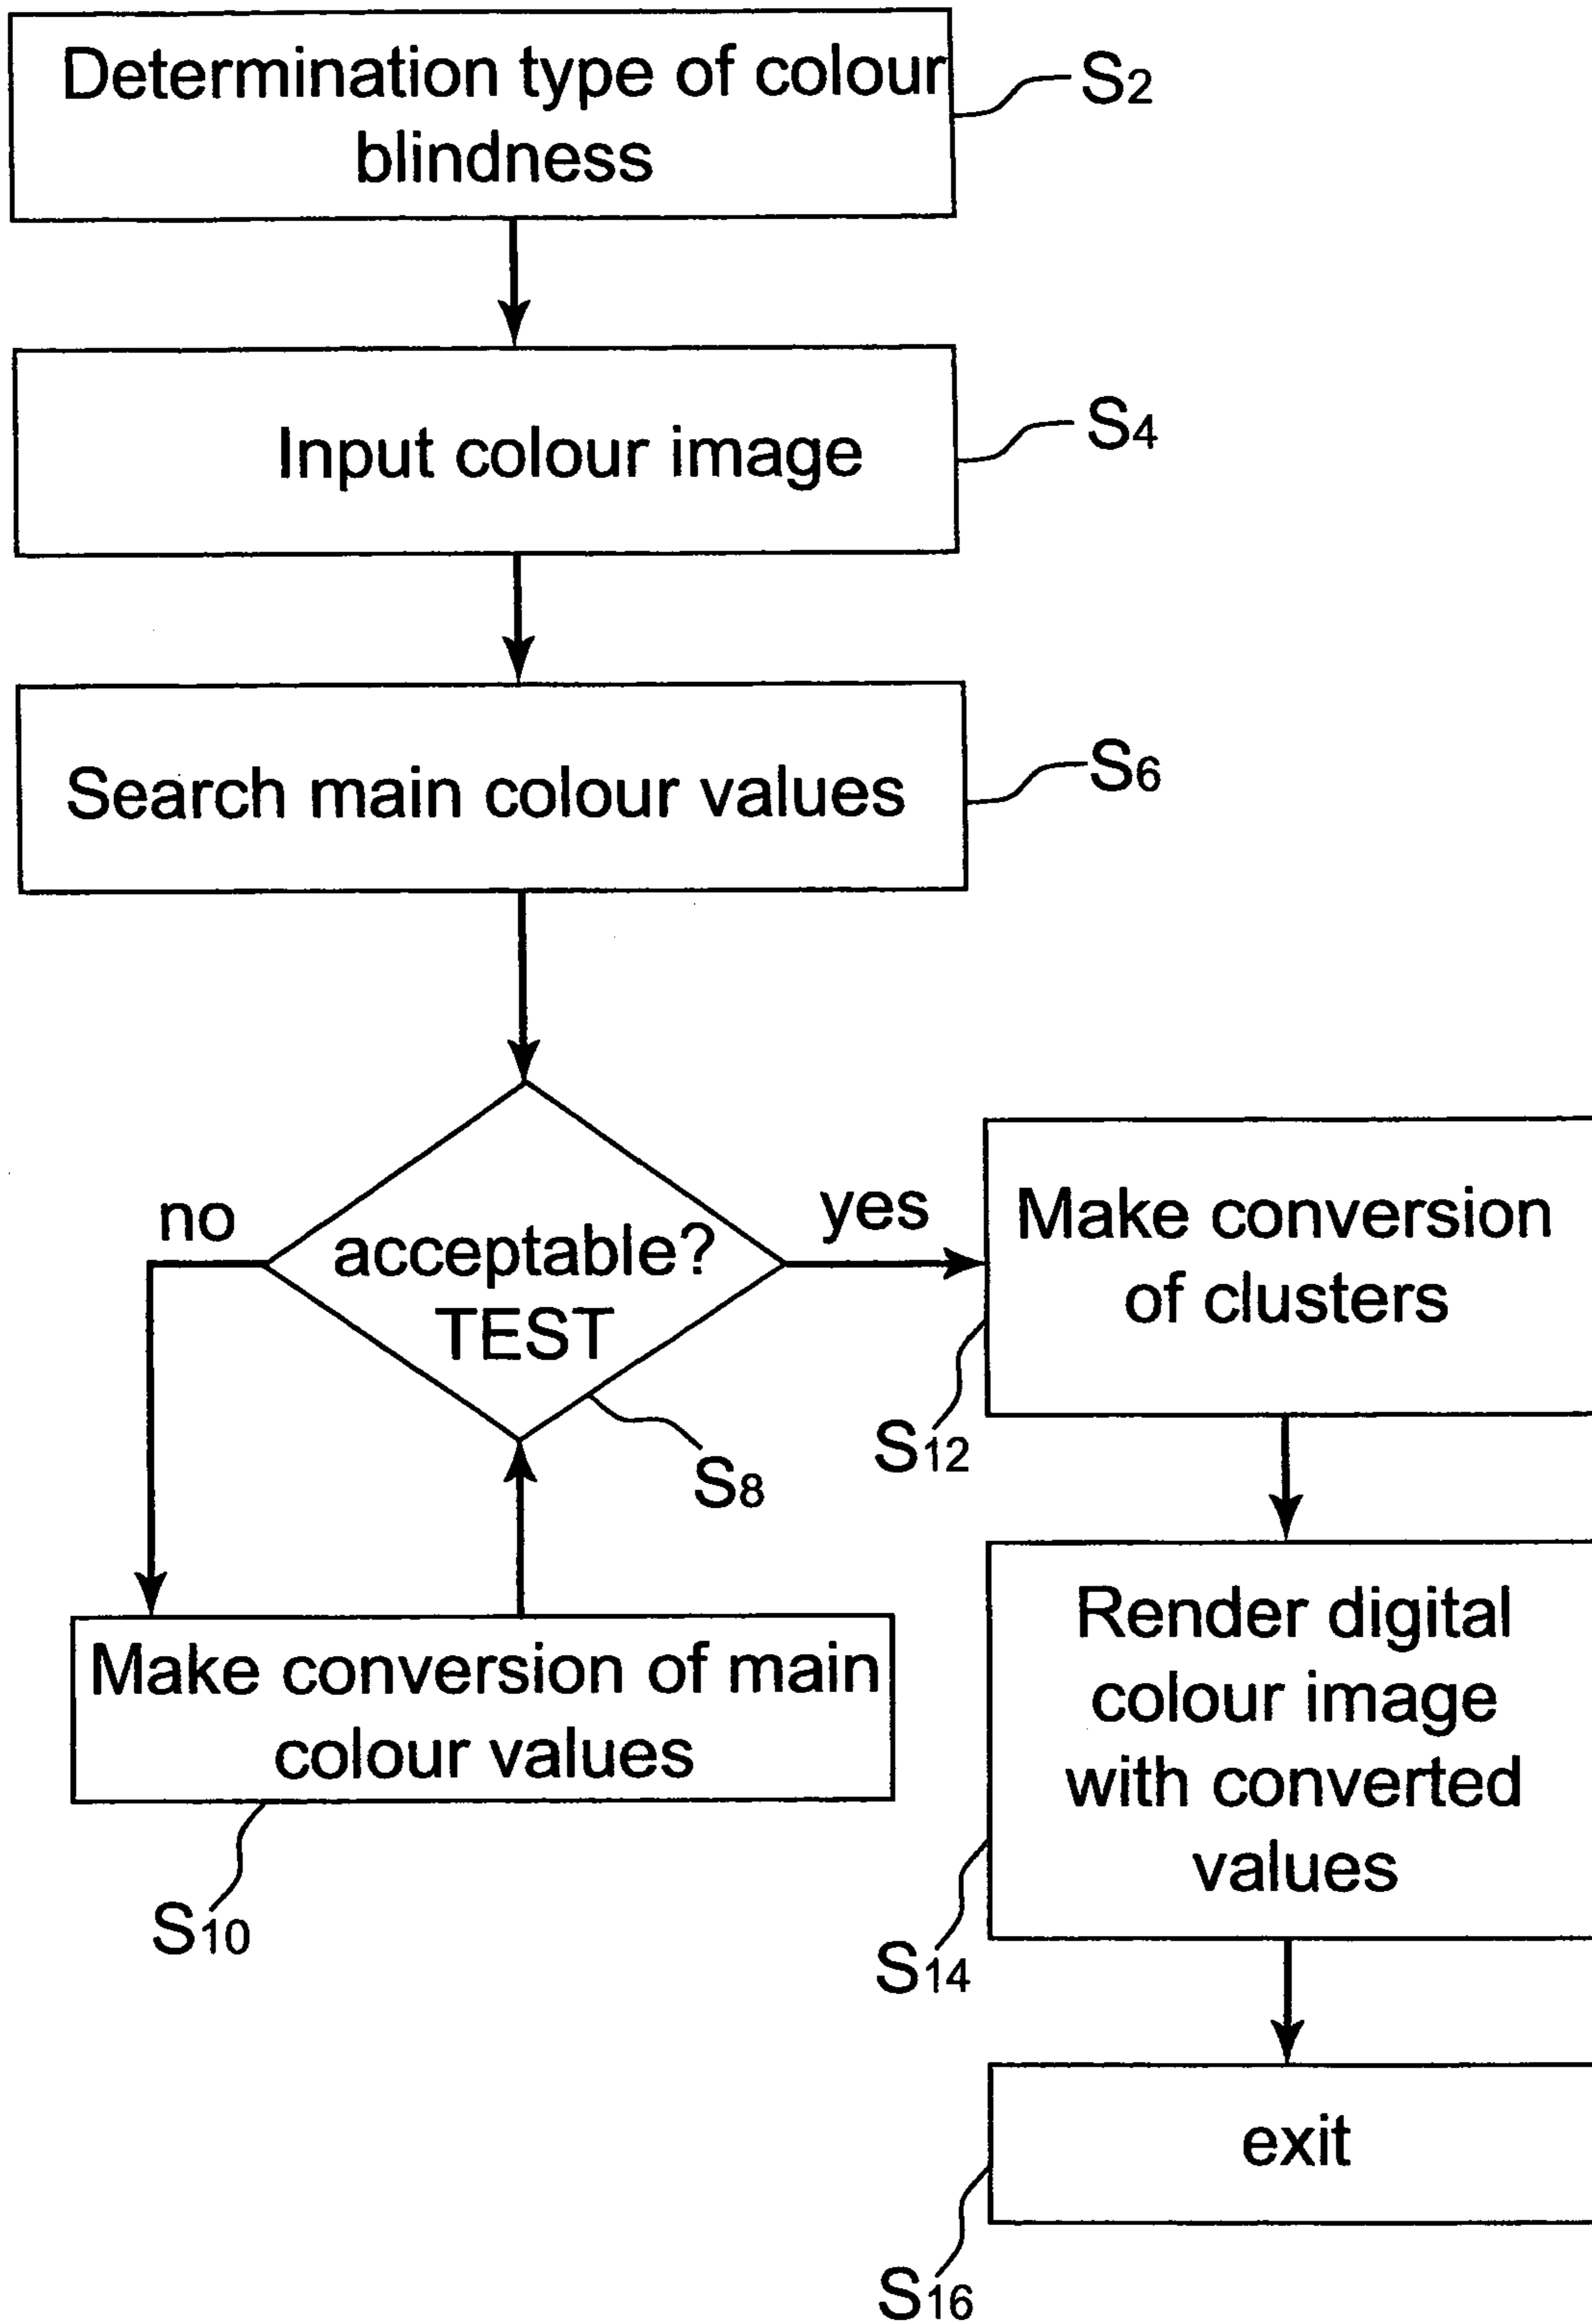 Determination type of colour
blindness
S2
Input colour image
S4
Search main colour values
S6
no
acceptable?
TEST
yes
S8
Make conversion
of clusters
S12
Make conversion of main
colour values
S10
Render digital
colour image
with converted
values
S14
exit
S16